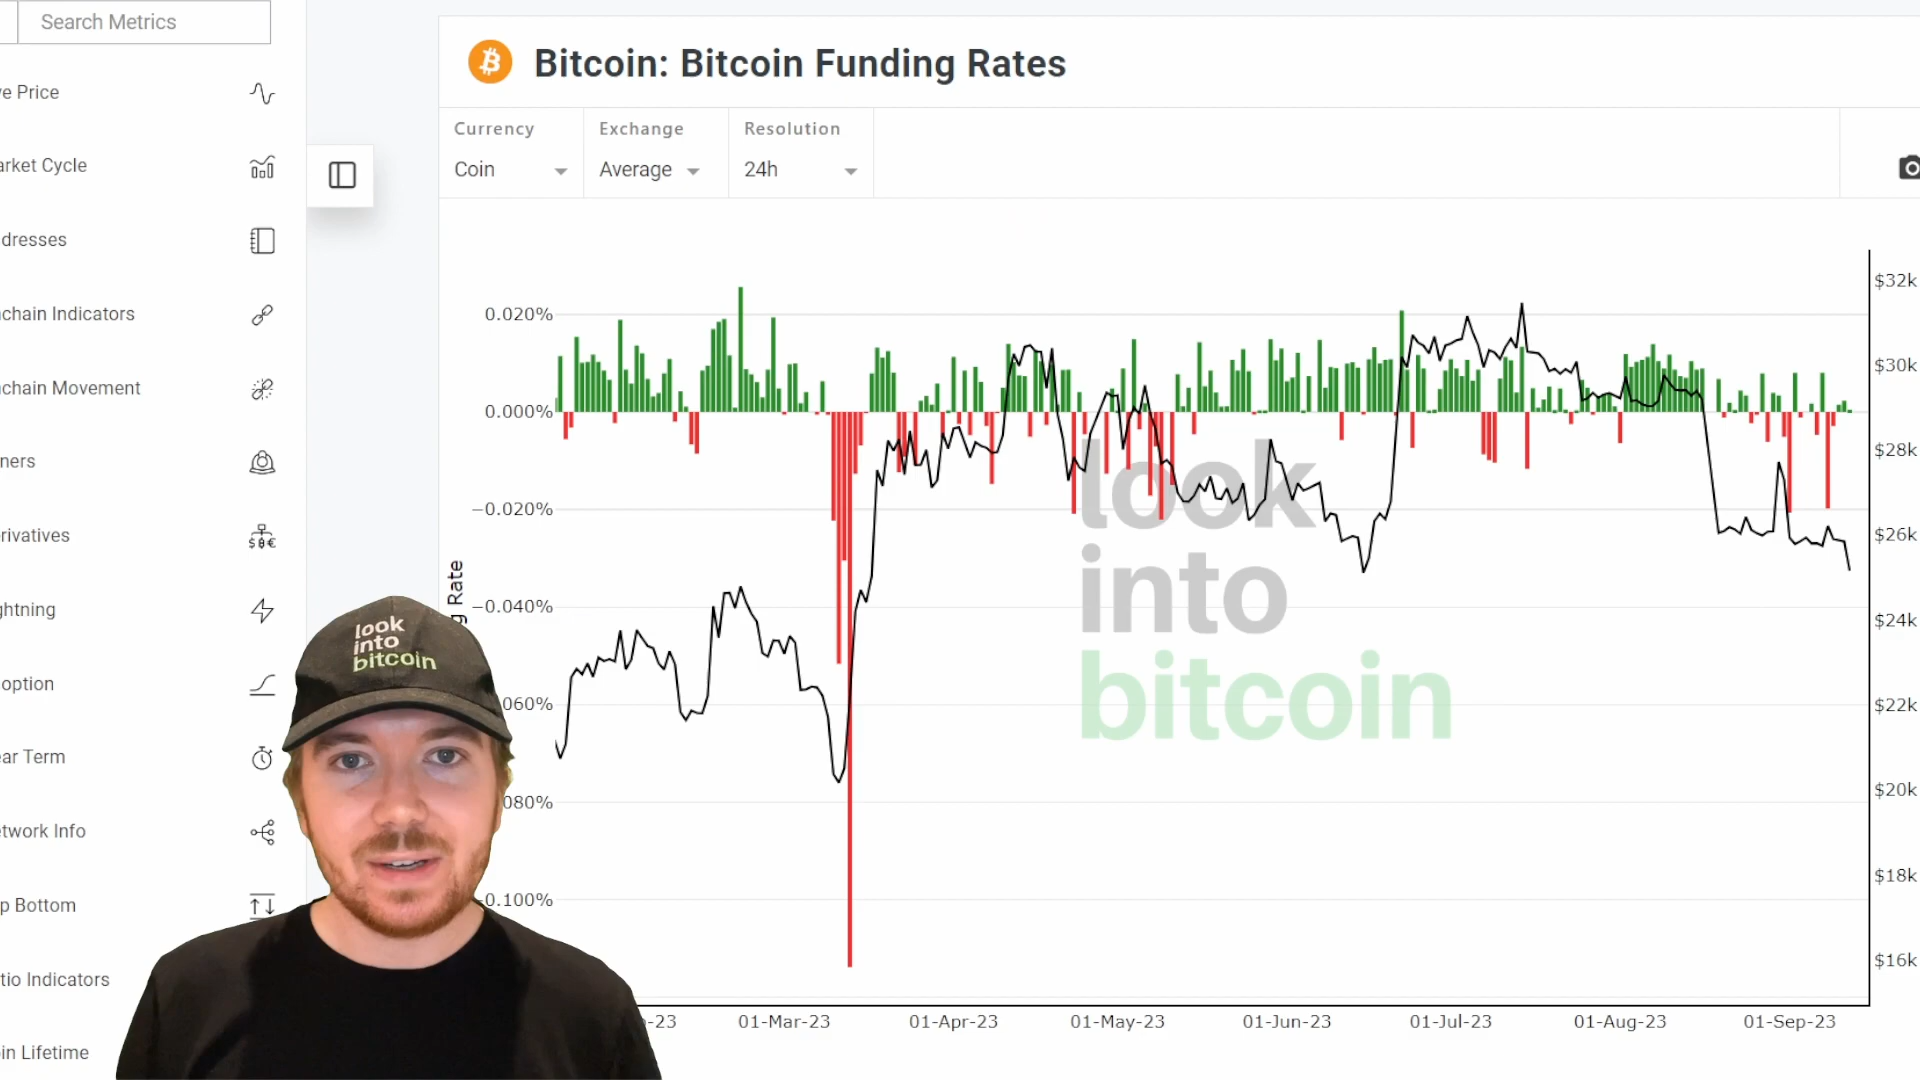 Search Metrics
Bitcoin: Bitcoin Funding Rates
Currency
Exchange
Resolution
Coin
Average
24h
ve Price
arket Cycle
dresses
chain Indicators
chain Movement
ners
rivatives
$฿€
ghtning
option
ear Term
etwork Info
p Bottom
tio Indicators
in Lifetime
0.020%
0.000%
−0.020%
−0.040%
060%
080%
0.100%
g Rate
$32k
$30k
$28k
$26k
$24k
$22k
$20k
$18k
$16k
look
into
bitcoin
look
into
bitcoin
-23
01-Mar-23
01-Apr-23
01-May-23
01-Jun-23
01-Jul-23
01-Aug-23
01-Sep-23